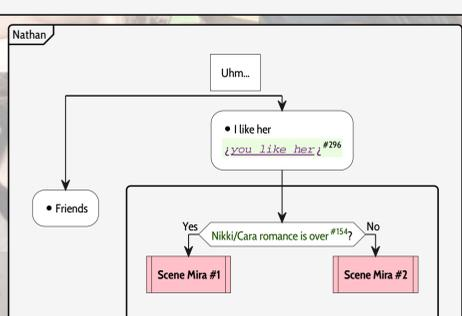 Nathan
Uhm...
• I like her
¿you like her¿ #296
• Friends
Yes
Nikki/Cara romance is over #154?
No
Scene Mira #1
Scene Mira #2